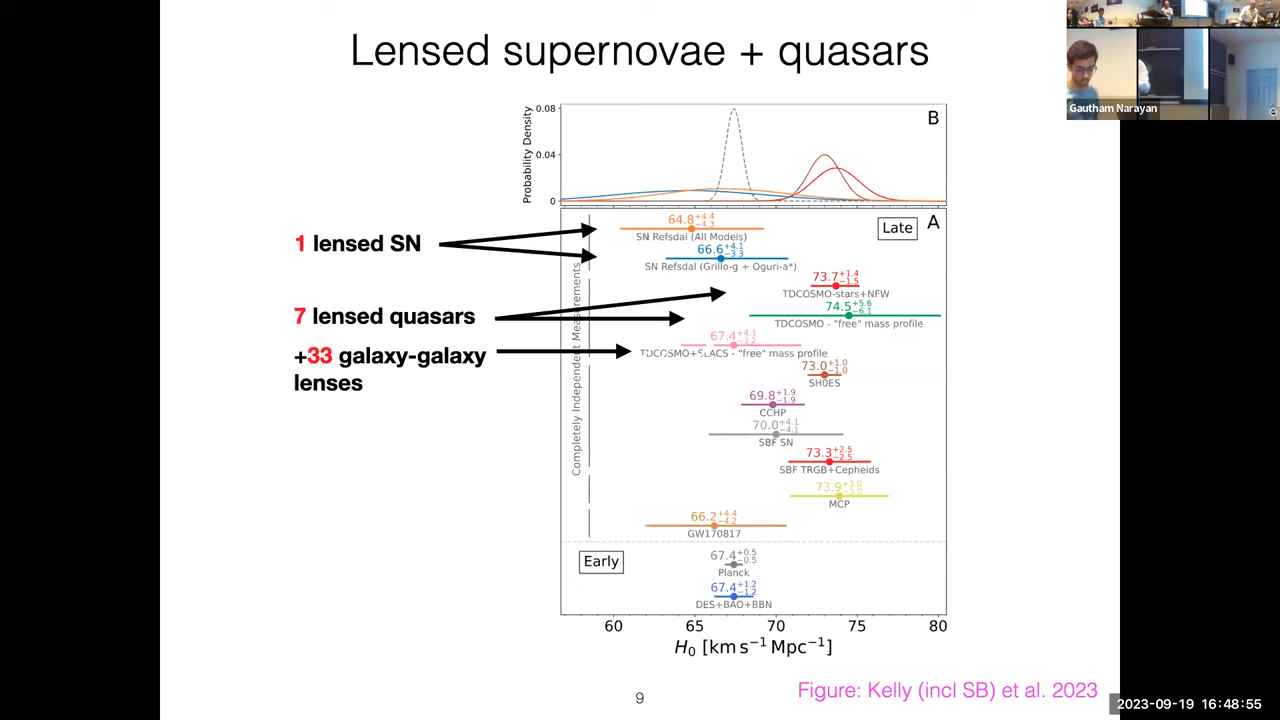 Lensed supernovae + quasars
Gautham Narayan
Probability Density
0.08
0.04
0
B
A
Late
1 lensed SN
7 lensed quasars
+33 galaxy-galaxy
lenses
Completely Independent Measurements
64.8+4.4−4.3
SN Refsdal (All Models)
66.6+4.1−3.3
SN Refsdal (Grillo-g + Oguri-a*)
73.7+1.4−1.5
TDCOSMO-stars+NFW
74.5+5.6−6.1
TDCOSMO - "free" mass profile
67.4+4.1−3.2
TDCOSMO+SLACS - "free" mass profile
73.0+1.0−1.0
SH0ES
69.8+1.9−1.9
CCHP
70.0+4.1−4.1
SBF SN
73.3+2.5−2.5
SBF TRGB+Cepheids
73.9+3.0−3.0
MCP
66.2+4.4−4.2
GW170817
Early
67.4+0.5−0.5
Planck
67.4+1.2−1.2
DES+BAO+BBN
60 65 70 75 80
H0 [km s−1 Mpc−1]
9
Figure: Kelly (incl SB) et al. 2023
2023-09-19 16:48:55